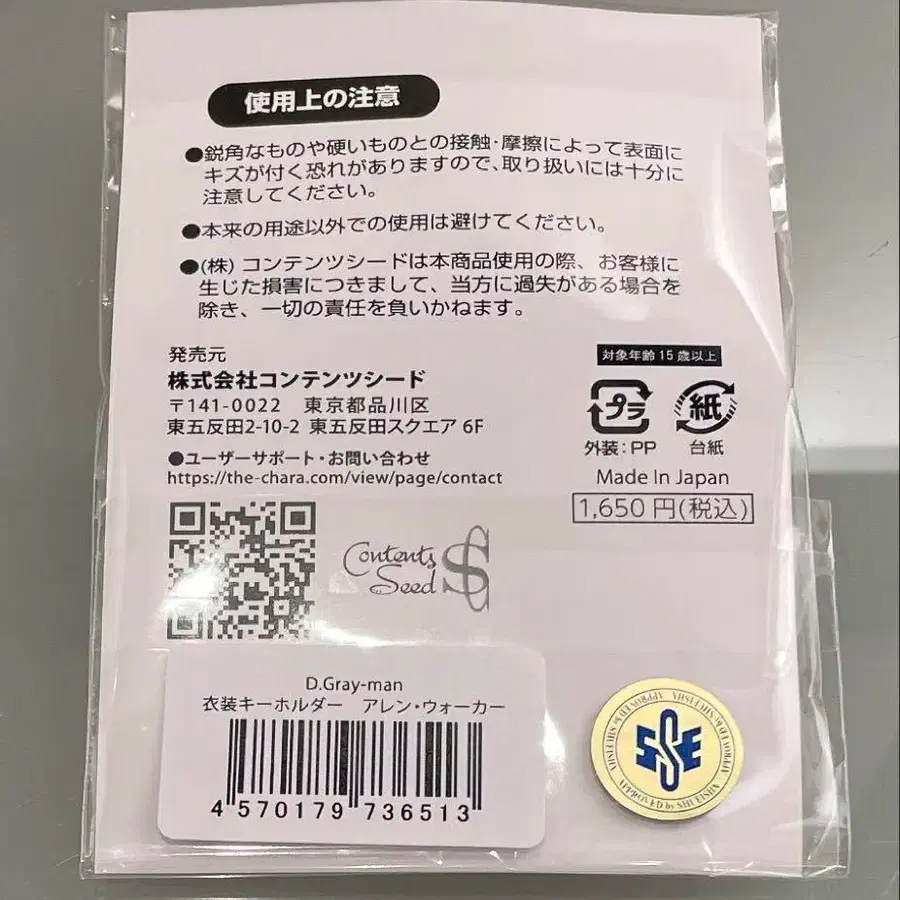 使用上の注意
●鋭角なものや硬いものとの接触・摩擦によって表面に
キズが付く恐れがありますので、取り扱いには十分に
注意してください。
●本来の用途以外での使用は避けてください。
●(株)コンテンツシードは本商品使用の際、お客様に
生じた損害につきまして、当方に過失がある場合を
除き、一切の責任を負いかねます。
発売元
株式会社コンテンツシード
〒141-0022 東京都品川区
東五反田2-10-2 東五反田スクエア 6F
●ユーザーサポート・お問い合わせ
https://the-chara.com/view/page/contact
対象年齢15歳以上
プラ
紙
外装：PP
台紙
Made In Japan
1,650円(税込)
Contents
Seed
D.Gray-man
衣装キーホルダー アレン・ウォーカー
4 570179 736513
APPROVED by SHUEISHA
APPROVED by SHUEISHA
APPROVED by SHUEISHA
SSE